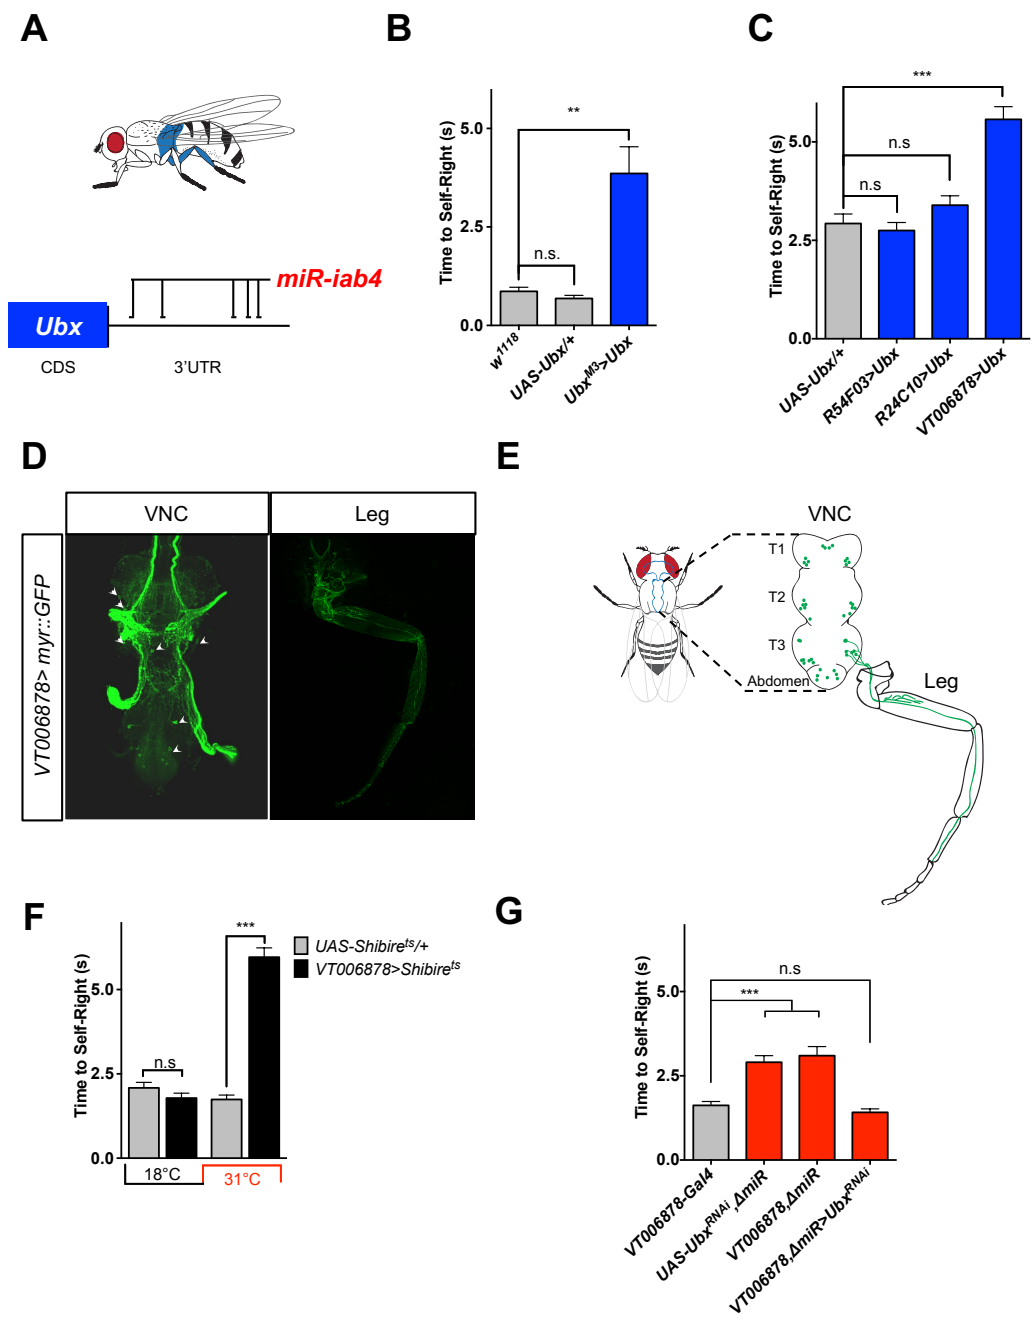 A
miR-iab4
Ubx
CDS
3'UTR
B
Time to Self-Right (s)
5.0
2.5
0.0
**
n.s.
w1118
UAS-Ubx/+
UbxM3>Ubx
C
Time to Self-Right (s)
5.0
2.5
0.0
***
n.s
n.s
UAS-Ubx/+
R54F03>Ubx
R24C10>Ubx
VT006878>Ubx
D
VNC
Leg
VT006878> myr::GFP
E
VNC
T1
T2
T3
Abdomen
Leg
F
Time to Self-Right (s)
5.0
2.5
0.0
n.s
***
18°C
31°C
UAS-Shibirets/+
VT006878>Shibirets
G
Time to Self-Right (s)
5.0
2.5
0.0
n.s
***
VT006878-Gal4
UAS-UbxRNAi,ΔmiR
VT006878,ΔmiR
VT006878,ΔmiR>UbxRNAi